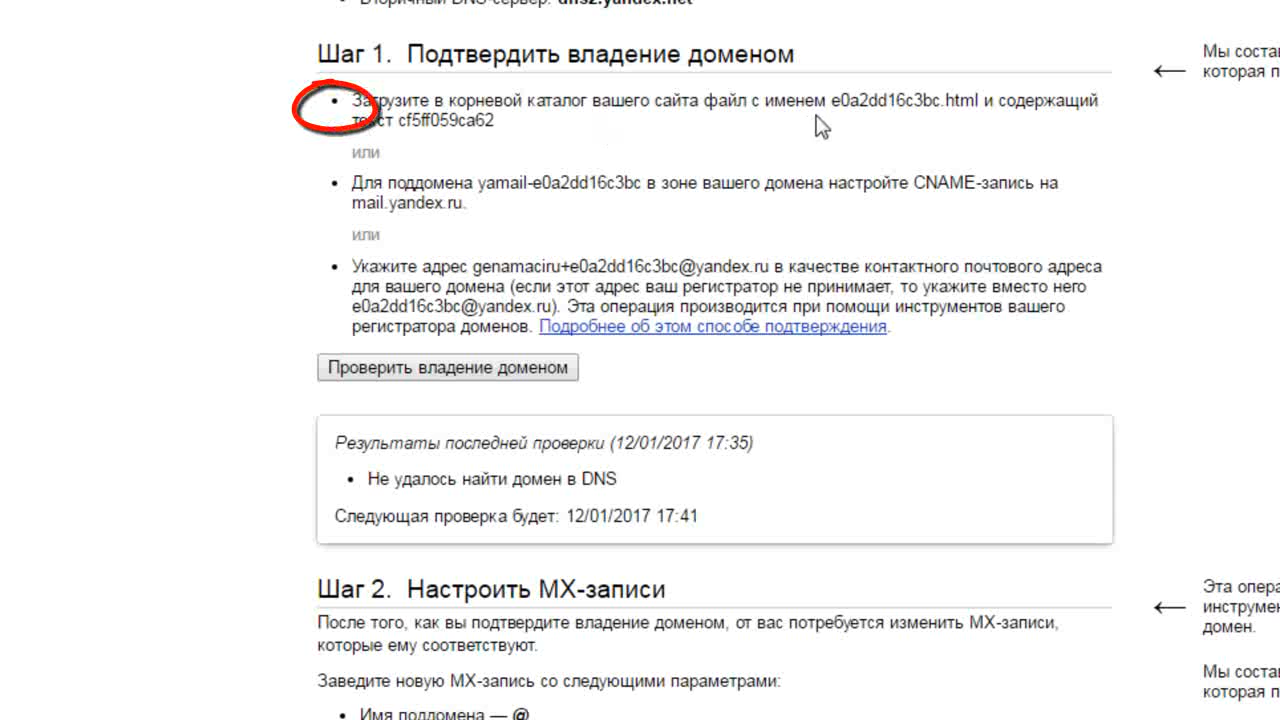 Вторичный DNS-сервер: dns2.yandex.net
Шаг 1. Подтвердить владение доменом
Загрузите в корневой каталог вашего сайта файл с именем e0a2dd16c3bc.html и содержащий
текст cf5ff059ca62
или
Для поддомена yamail-e0a2dd16c3bc в зоне вашего домена настройте CNAME-запись на
mail.yandex.ru.
или
Укажите адрес genamaciru+e0a2dd16c3bc@yandex.ru в качестве контактного почтового адреса
для вашего домена (если этот адрес ваш регистратор не принимает, то укажите вместо него
e0a2dd16c3bc@yandex.ru). Эта операция производится при помощи инструментов вашего
регистратора доменов. Подробнее об этом способе подтверждения.
Проверить владение доменом
Результаты последней проверки (12/01/2017 17:35)
Не удалось найти домен в DNS
Следующая проверка будет: 12/01/2017 17:41
Шаг 2. Настроить MX-записи
После того, как вы подтвердите владение доменом, от вас потребуется изменить MX-записи,
которые ему соответствуют.
Заведите новую MX-запись со следующими параметрами:
Имя поддомена — @
Мы
которая
Эта
домен.
Мы
которая